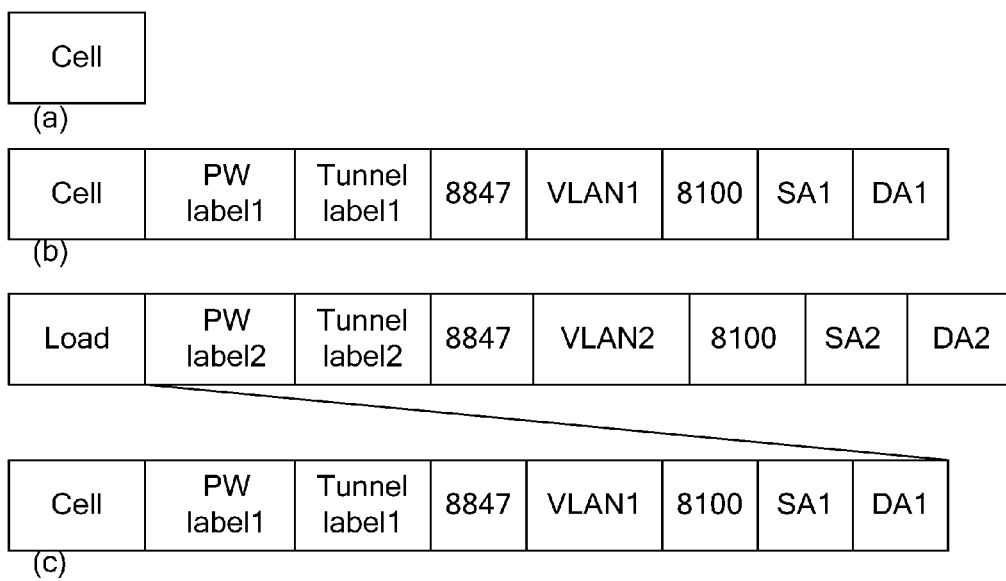 Cell
(a)
Cell PW label1 Tunnel label1 8847 VLAN1 8100 SA1 DA1
(b)
Load PW label2 Tunnel label2 8847 VLAN2 8100 SA2 DA2
Cell PW label1 Tunnel label1 8847 VLAN1 8100 SA1 DA1
(c)